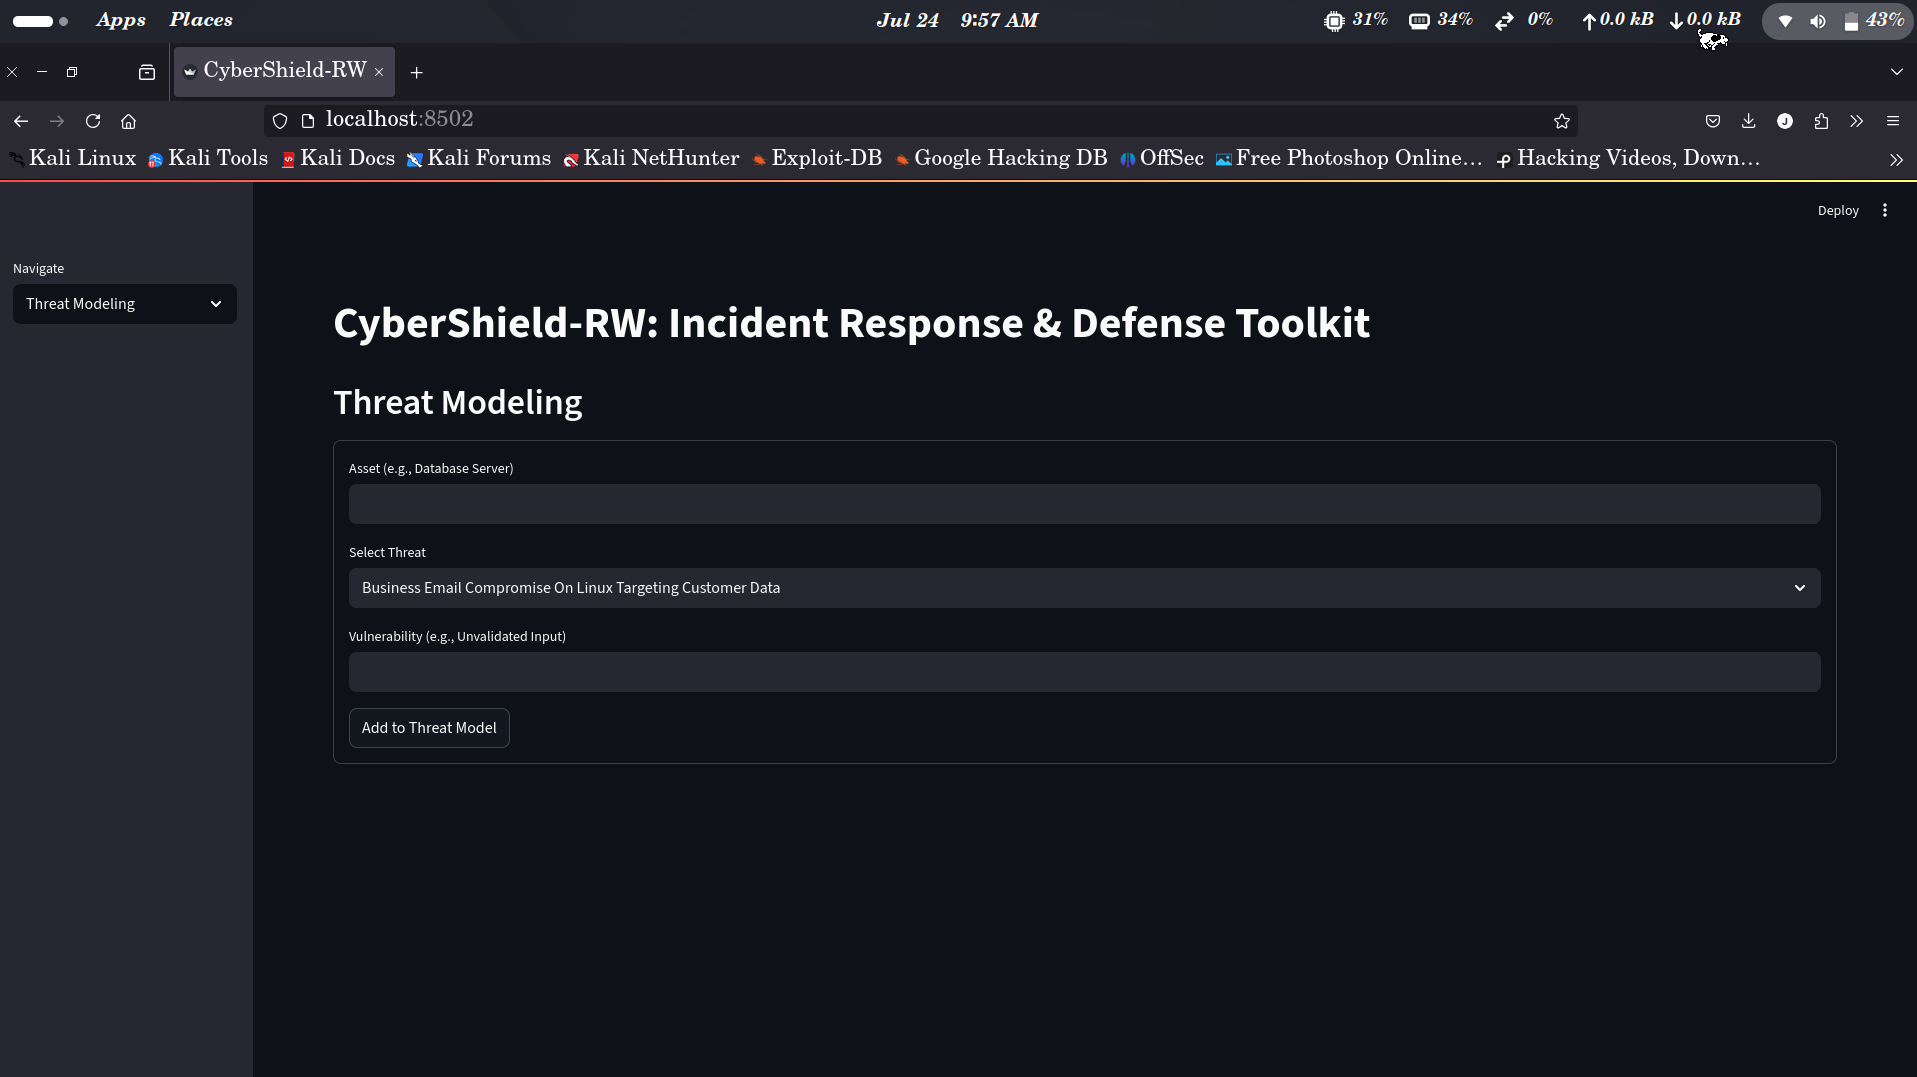 Apps Places Jul 24 9:57 AM 31% 34% 0% 0.0 kB 0.0 kB 43%
CyberShield-RW
localhost:8502
Kali Linux Kali Tools Kali Docs Kali Forums Kali NetHunter Exploit-DB Google Hacking DB OffSec Free Photoshop Online... Hacking Videos, Down...
Deploy
Navigate
Threat Modeling
CyberShield-RW: Incident Response & Defense Toolkit
Threat Modeling
Asset (e.g., Database Server)
Select Threat
Business Email Compromise On Linux Targeting Customer Data
Vulnerability (e.g., Unvalidated Input)
Add to Threat Model